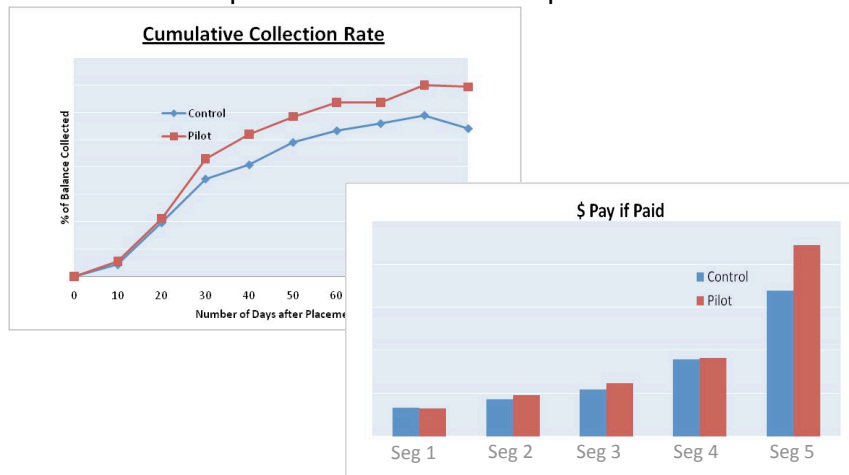 Cumulative Collection Rate
Control
Pilot
% of Balance Collected
0 10 20 30 40 50 60
Number of Days after
$ Pay if Paid
Control
Pilot
Seg 1 Seg 2 Seg 3 Seg 4 Seg 5